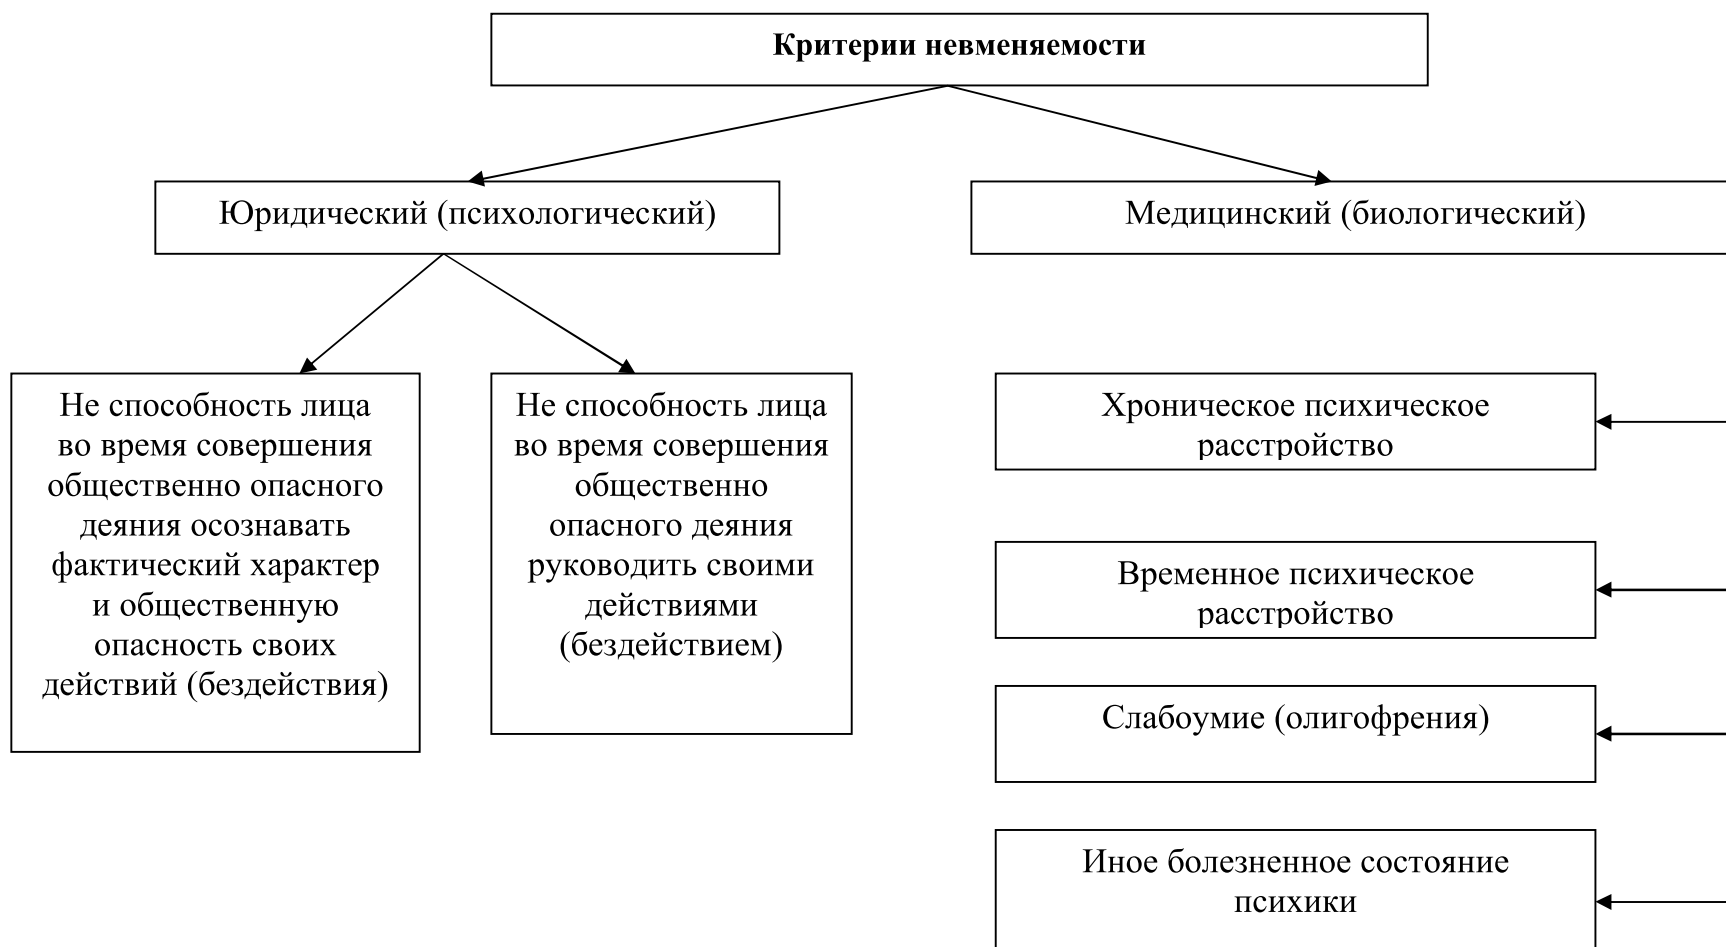 Критерии невменяемости
Юридический (психологический)
Медицинский (биологический)
Не способность лица
во время совершения
общественно опасного
деяния осознавать
фактический характер
и общественную
опасность своих
действий (бездействия)
Не способность лица
во время совершения
общественно
опасного деяния
руководить своими
действиями
(бездействием)
Хроническое психическое
расстройство
Временное психическое
расстройство
Слабоумие (олигофрения)
Иное болезненное состояние
психики